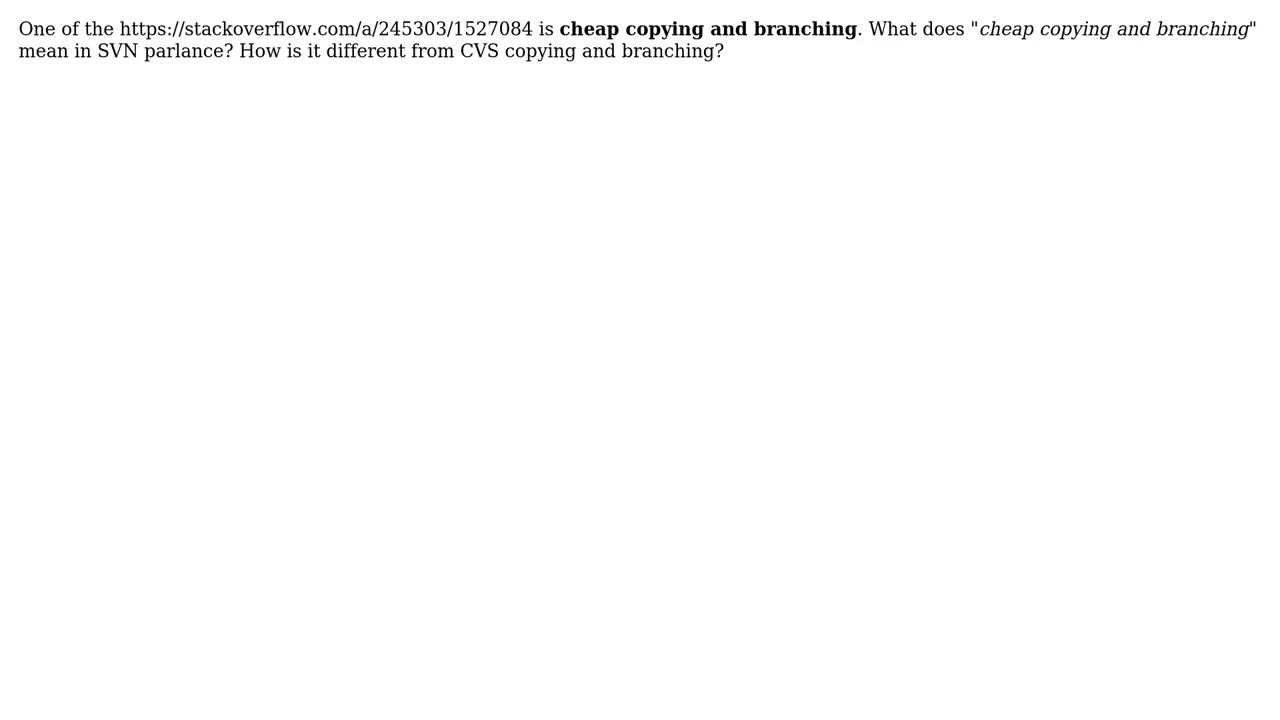 One of the https://stackoverflow.com/a/245303/1527084 is cheap copying and branching. What does "cheap copying and branching"
mean in SVN parlance? How is it different from CVS copying and branching?